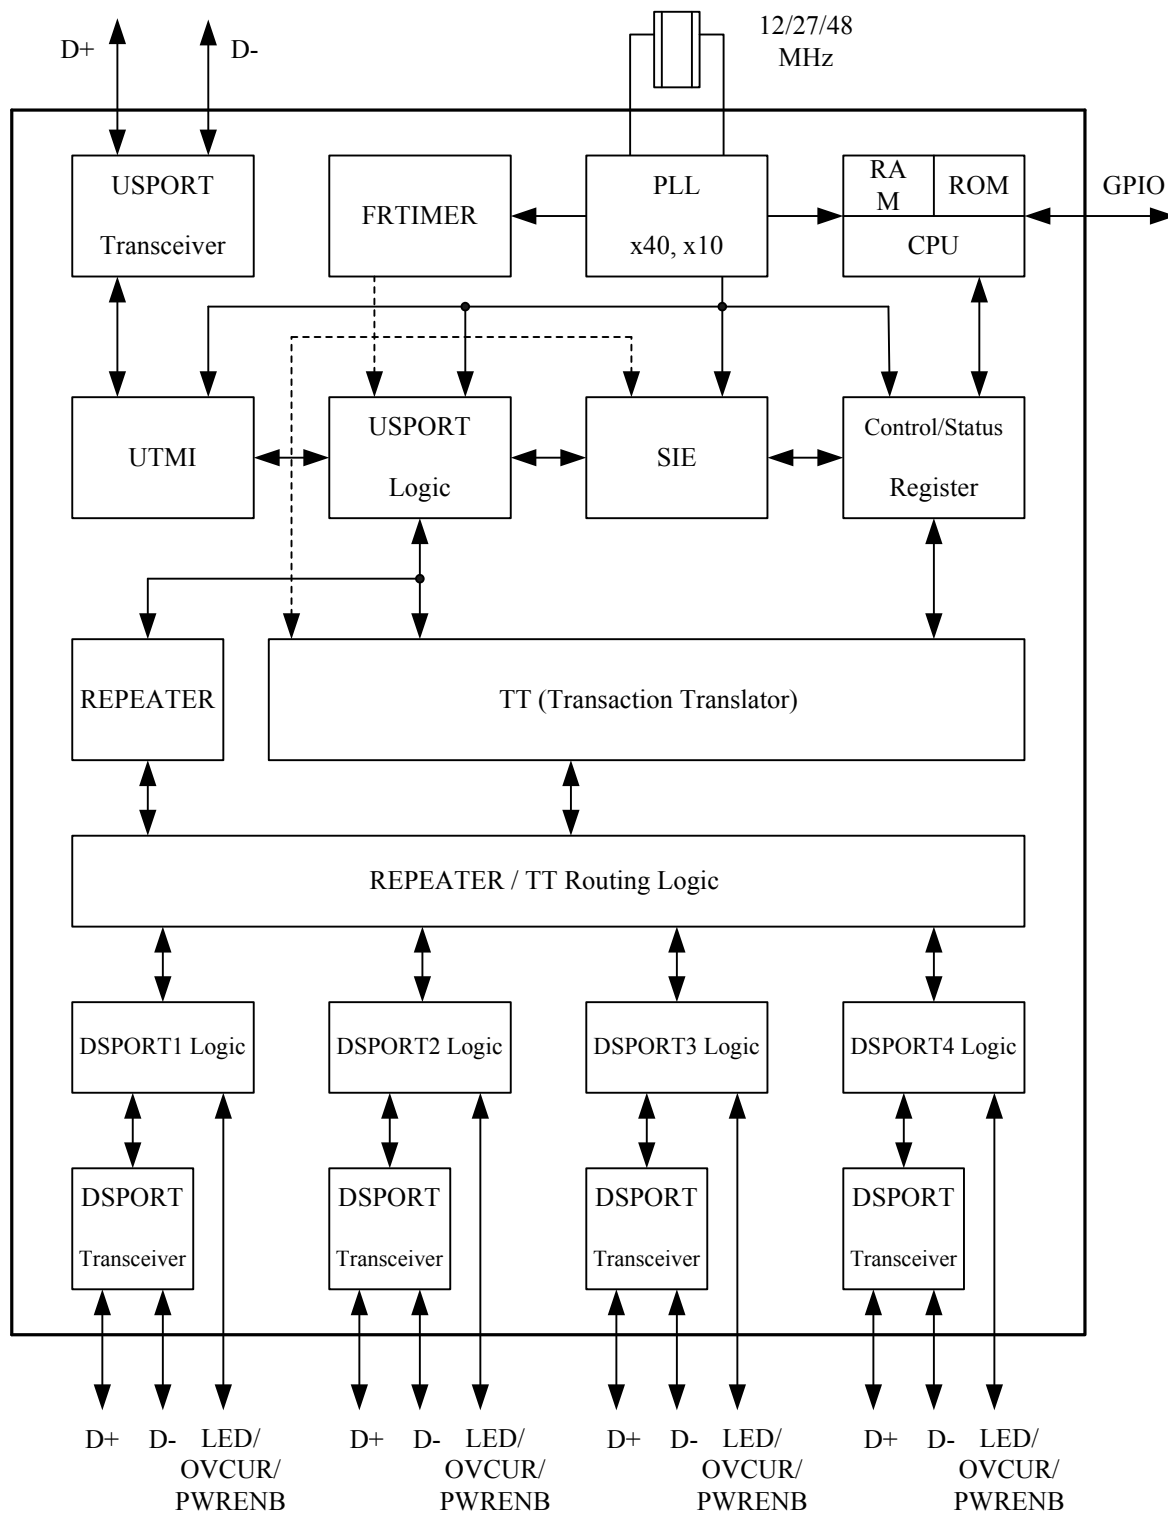 D+
D-
12/27/48
MHz
USPORT
Transceiver
FRTIMER
PLL
x40, x10
RA
M
ROM
CPU
GPIO
UTMI
USPORT
Logic
SIE
Control/Status
Register
REPEATER
TT (Transaction Translator)
REPEATER / TT Routing Logic
DSPORT1 Logic
DSPORT2 Logic
DSPORT3 Logic
DSPORT4 Logic
DSPORT
Transceiver
DSPORT
Transceiver
DSPORT
Transceiver
DSPORT
Transceiver
D+
D-
LED/
OVCUR/
PWRENB
D+
D-
LED/
OVCUR/
PWRENB
D+
D-
LED/
OVCUR/
PWRENB
D+
D-
LED/
OVCUR/
PWRENB